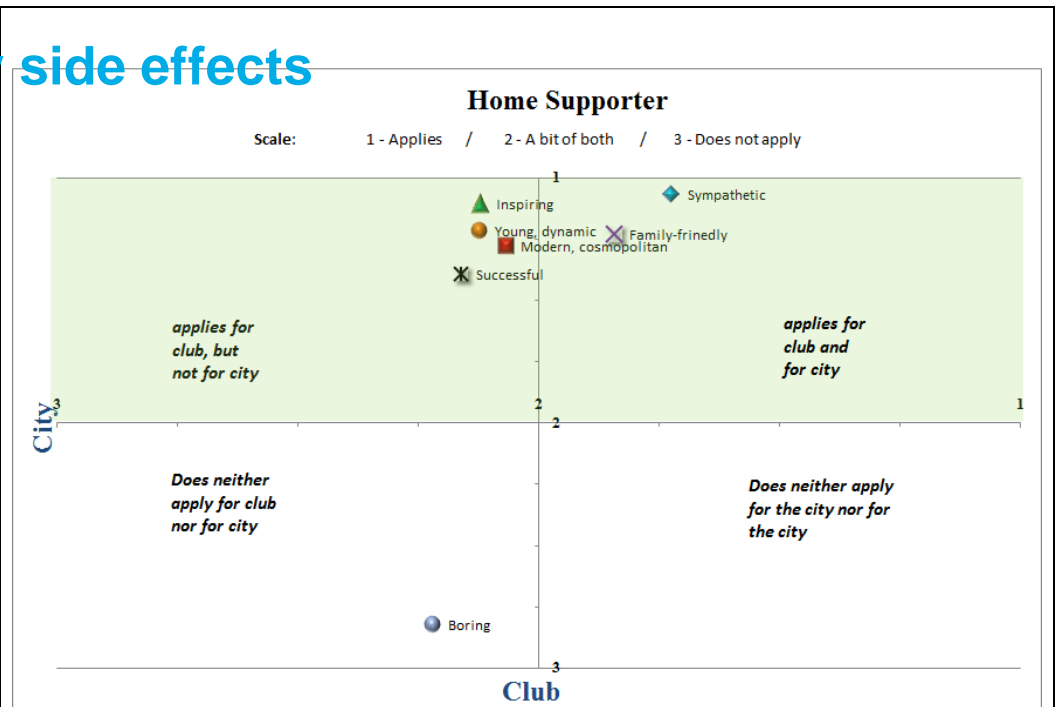 side effects
Home Supporter
Scale: 1 - Applies / 2 - A bit of both / 3 - Does not apply
1
Sympathetic
Inspiring
Young, dynamic
Family-frinedly
Modern, cosmopolitan
Successful
applies for
club, but
not for city
applies for
club and
for city
3
2
1
City
2
Does neither
apply for club
nor for city
Does neither apply
for the city nor for
the city
Boring
3
Club